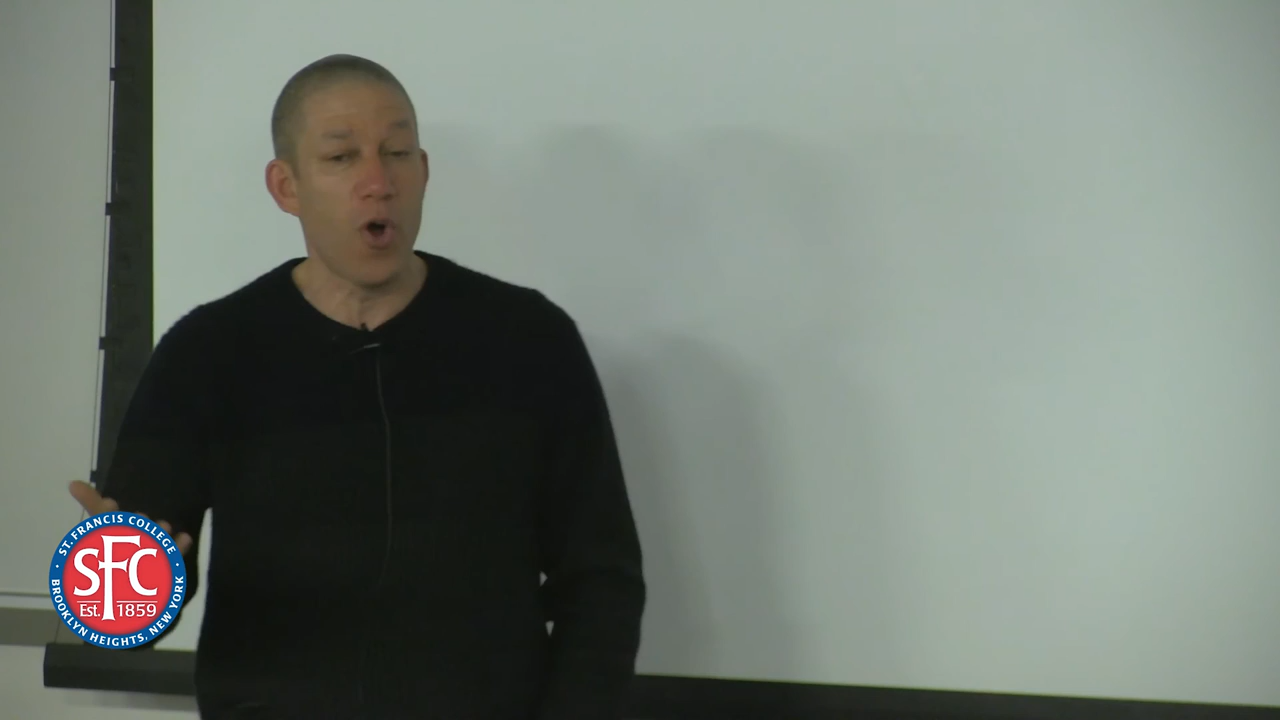 ST. FRANCIS COLLEGE
SFC
Est. 1859
BROOKLYN HEIGHTS, NEW YORK